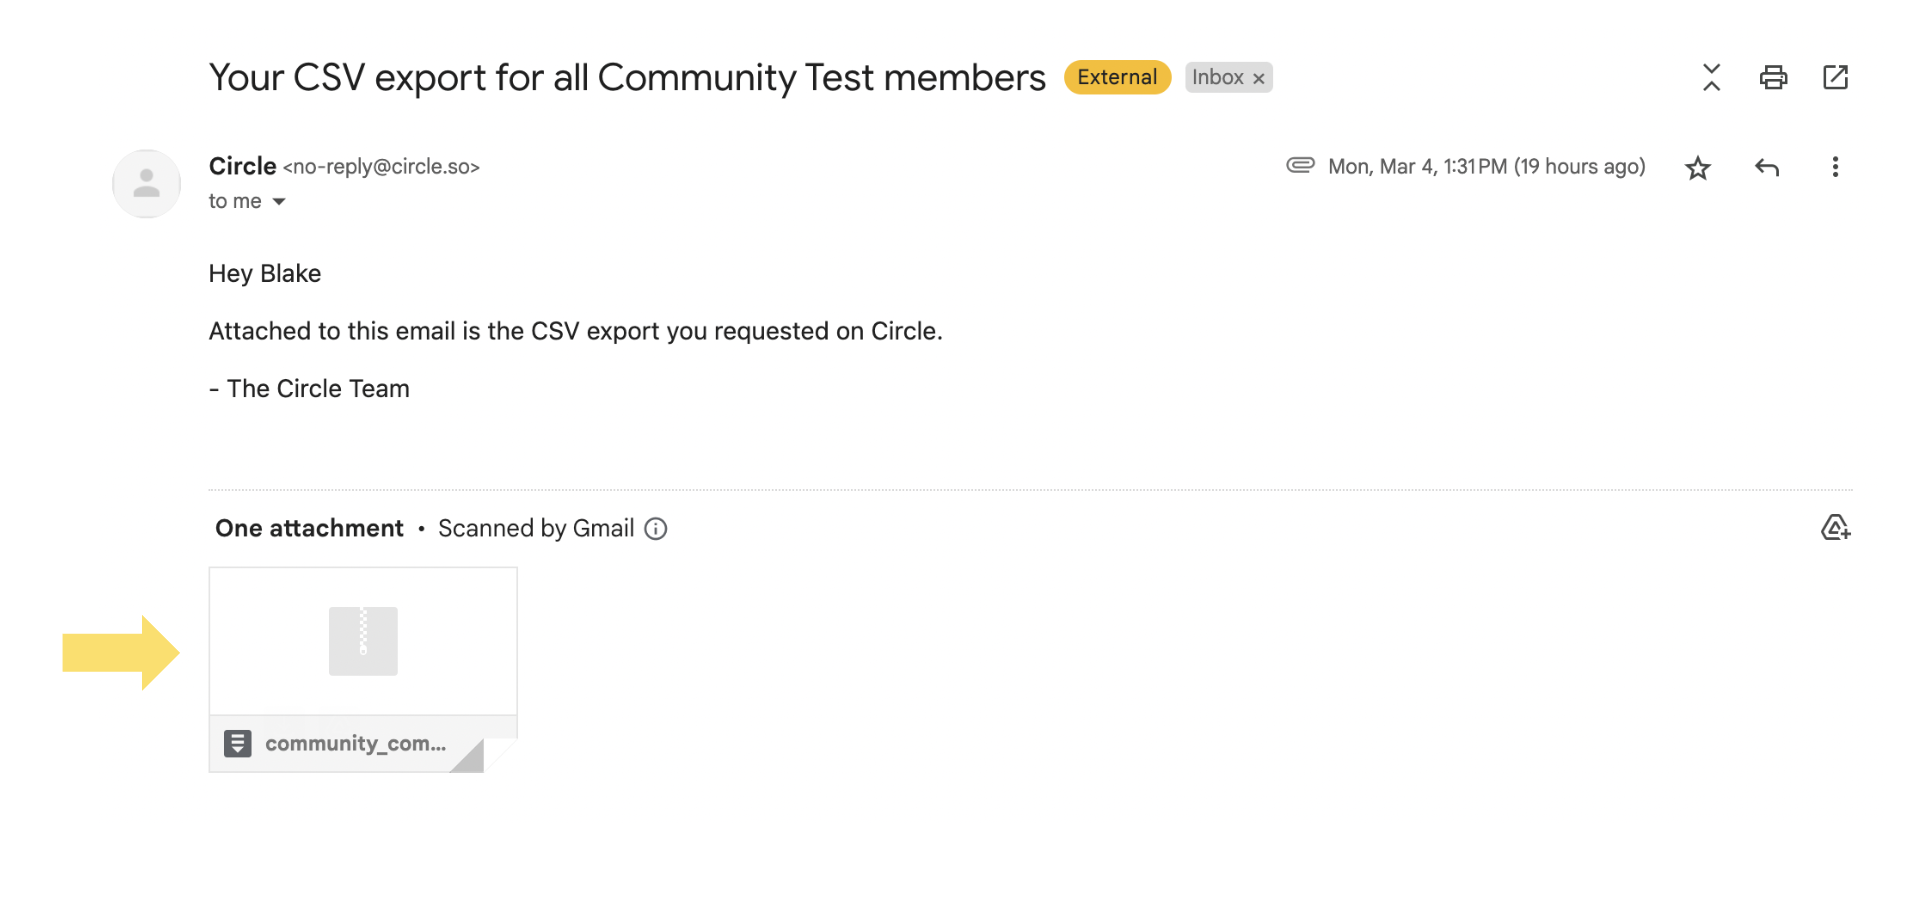 Your CSV export for all Community Test members External Inbox ×
Circle <no-reply@circle.so> Mon, Mar 4, 1:31 PM (19 hours ago)
to me
Hey Blake
Attached to this email is the CSV export you requested on Circle.
- The Circle Team
One attachment • Scanned by Gmail
community_com...